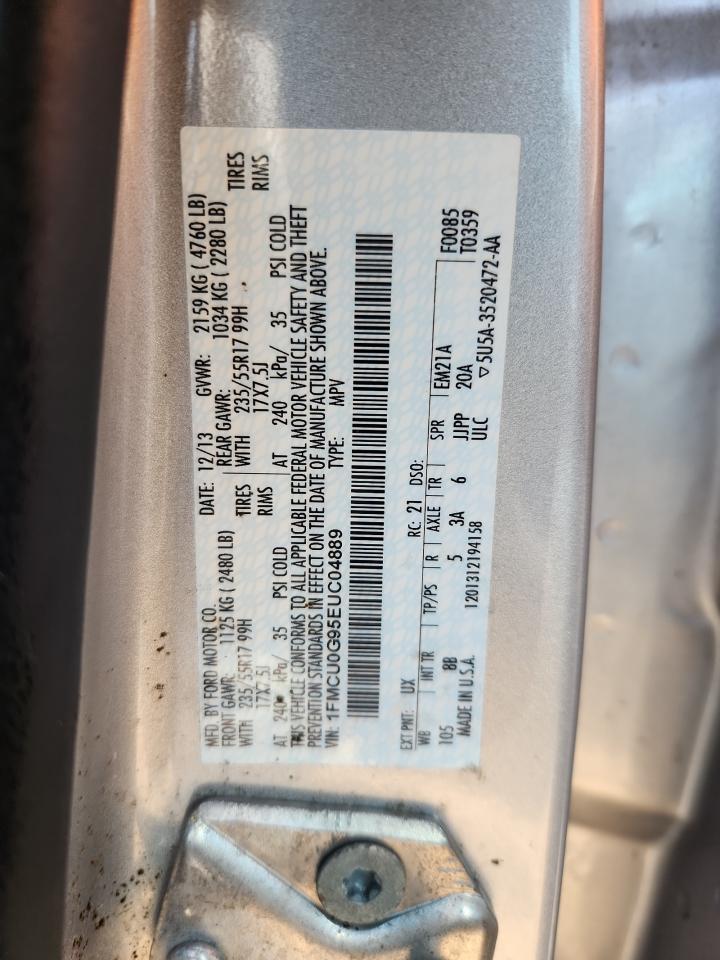 MFD. BY FORD MOTOR CO. DATE: 12/13 GVWR: 2159 KG ( 4760 LB)
FRONT GAWR: 1125 KG ( 2480 LB) REAR GAWR: 1034 KG ( 2280 LB)
WITH 235/55R17 99H TIRES WITH 235/55R17 99H TIRES
17X7.5J RIMS 17X7.5J RIMS
AT 240 kPa/ 35 PSI COLD AT 240 kPa/ 35 PSI COLD
THIS VEHICLE CONFORMS TO ALL APPLICABLE FEDERAL MOTOR VEHICLE SAFETY AND THEFT
PREVENTION STANDARDS IN EFFECT ON THE DATE OF MANUFACTURE SHOWN ABOVE.
VIN: 1FMCU0G95EUC04889 TYPE: MPV
EXT PNT: UX RC: 21 DSO: F0085
WB INT TR TP/PS R AXLE TR SPR EM21A T0359
105 8B 5 3A 6 JJPP 20A
MADE IN U.S.A. 1201312194158 ULC ▽5U5A-3520472-AA